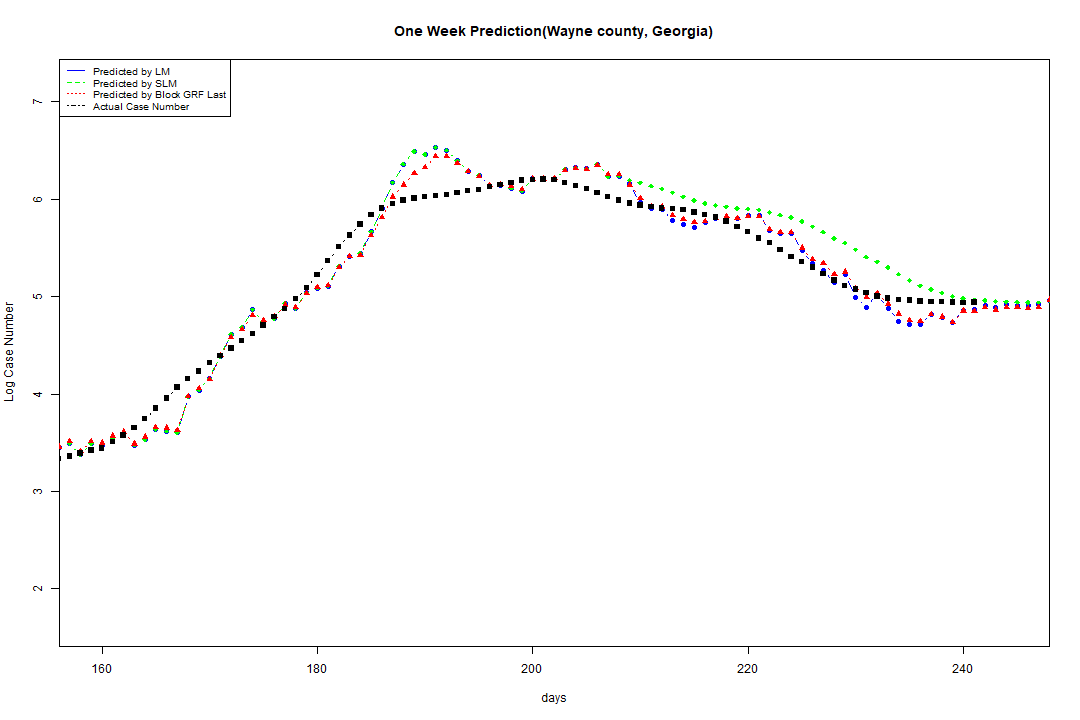 One Week Prediction(Wayne county, Georgia)
Predicted by LM
Predicted by SLM
Predicted by Block GRF Last
Actual Case Number
7
6
5
4
3
2
Log Case Number
160 180 200 220 240
days